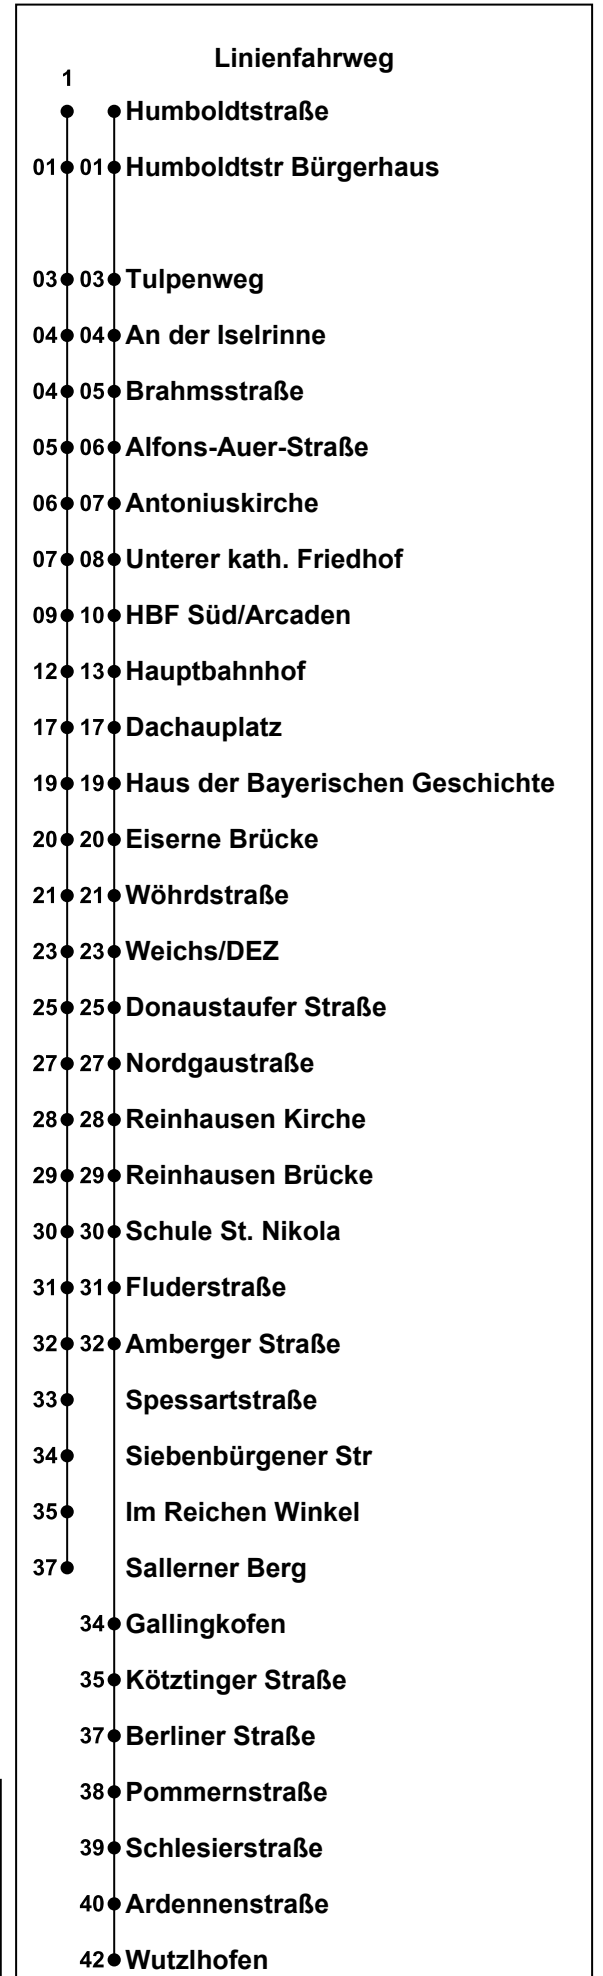 Linienfahrweg
1
Humboldtstraße
01 01 Humboldtstr Bürgerhaus
03 03 Tulpenweg
04 04 An der Iselrinne
04 05 Brahmsstraße
05 06 Alfons-Auer-Straße
06 07 Antoniuskirche
07 08 Unterer kath. Friedhof
09 10 HBF Süd/Arcaden
12 13 Hauptbahnhof
17 17 Dachauplatz
19 19 Haus der Bayerischen Geschichte
20 20 Eiserne Brücke
21 21 Wöhrdstraße
23 23 Weichs/DEZ
25 25 Donaustaufer Straße
27 27 Nordgaustraße
28 28 Reinhausen Kirche
29 29 Reinhausen Brücke
30 30 Schule St. Nikola
31 31 Fluderstraße
32 32 Amberger Straße
33 Spessartstraße
34 Siebenbürgener Str
35 Im Reichen Winkel
37 Sallerner Berg
34 Gallingkofen
35 Kötztinger Straße
37 Berliner Straße
38 Pommernstraße
39 Schlesierstraße
40 Ardennenstraße
42 Wutzlhofen